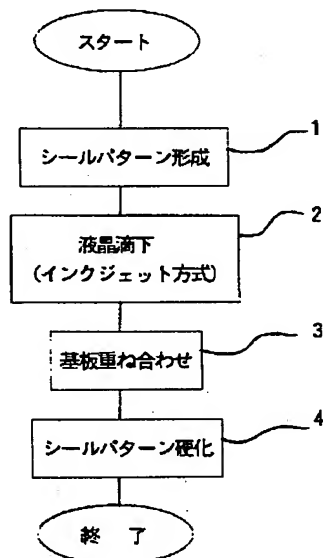 スタート
シールパターン形成
1
液晶滴下
(インクジェット方式)
2
基板重ね合わせ
3
シールパターン硬化
4
終 了